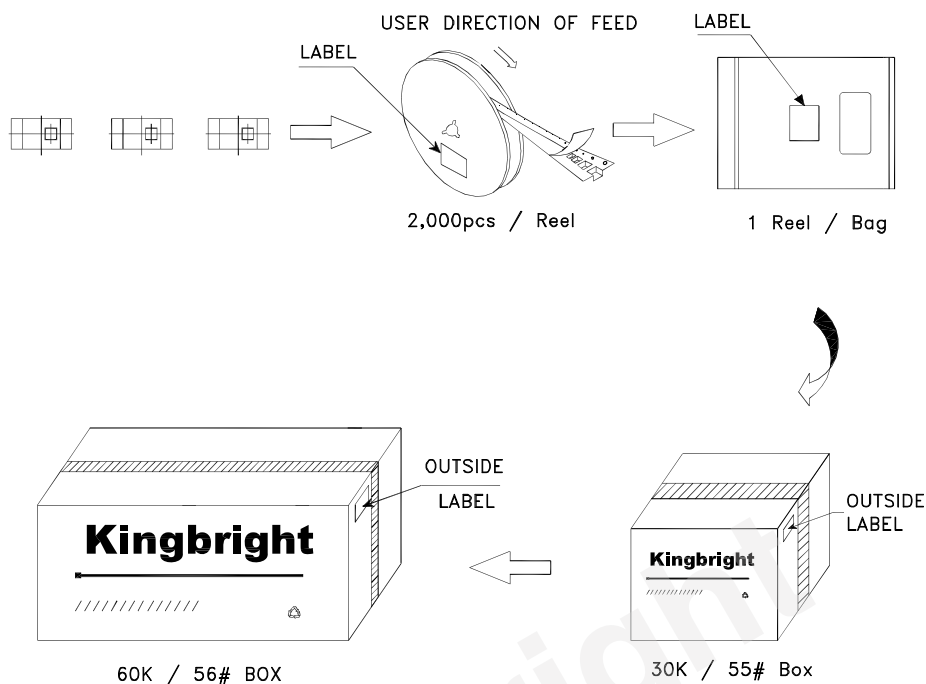 USER DIRECTION OF FEED
LABEL
LABEL
2,000pcs / Reel
1 Reel / Bag
OUTSIDE
LABEL
Kingbright
60K / 56# BOX
OUTSIDE
LABEL
Kingbright
30K / 55# Box
right